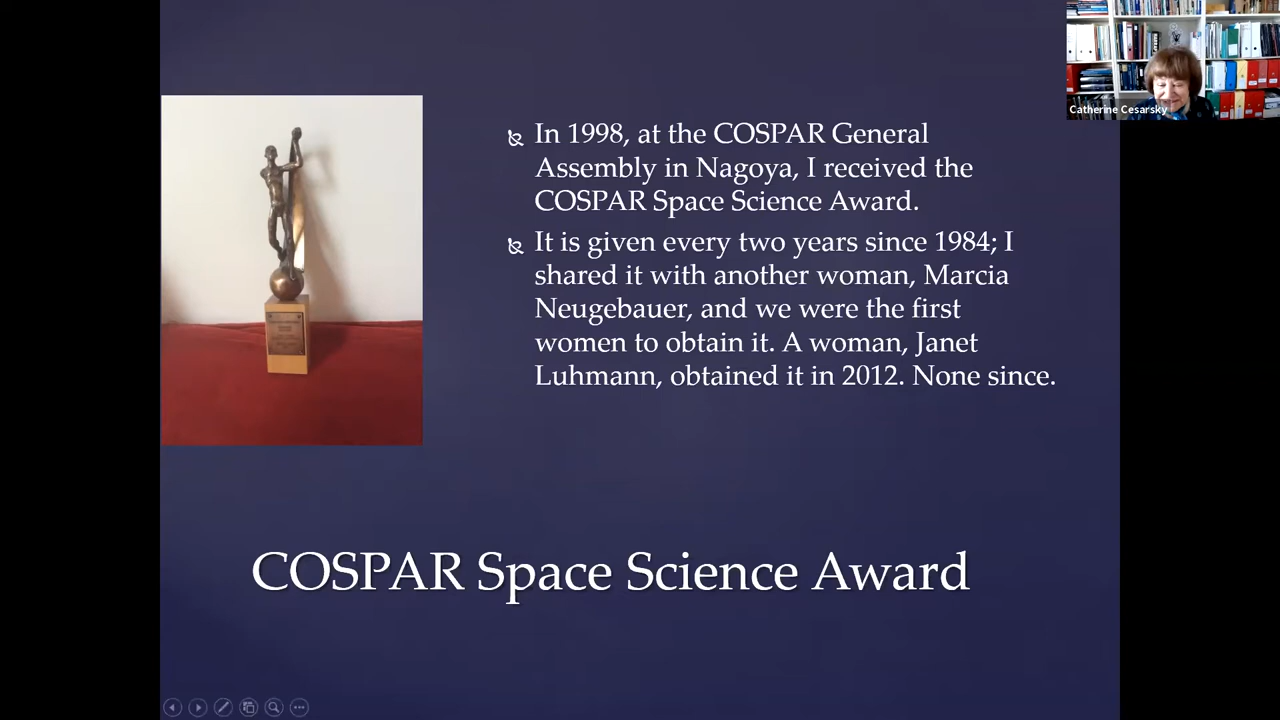 Catherine Cesarsky
In 1998, at the COSPAR General
Assembly in Nagoya, I received the
COSPAR Space Science Award.
It is given every two years since 1984; I
shared it with another woman, Marcia
Neugebauer, and we were the first
women to obtain it. A woman, Janet
Luhmann, obtained it in 2012. None since.
COSPAR Space Science Award